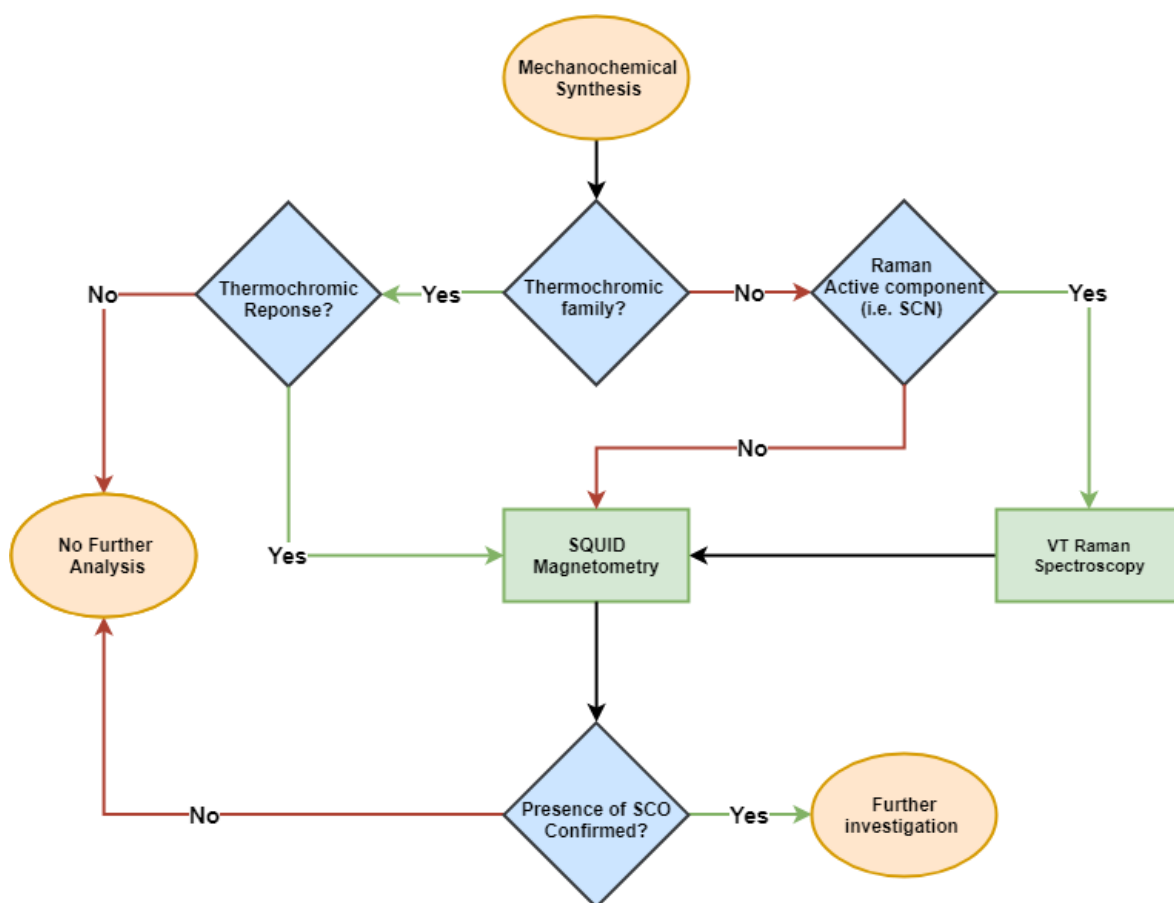 Mechanochemical
Synthesis
Thermochromic
Reponse?
Thermochromic
family?
Raman
Active component
(i.e. SCN)
No
Yes
No
Yes
No
No Further
Analysis
Yes
SQUID
Magnetometry
VT Raman
Spectroscopy
Presence of SCO
Confirmed?
No
Yes
Further
investigation